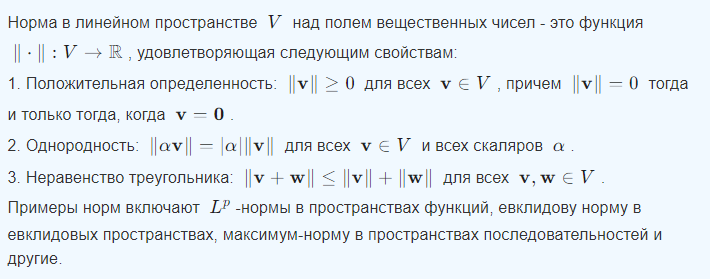 Норма в линейном пространстве V над полем вещественных чисел - это функция
‖ · ‖ : V → ℝ , удовлетворяющая следующим свойствам:
1. Положительная определенность: ‖v‖ ≥ 0 для всех v ∈ V , причем ‖v‖ = 0 тогда
и только тогда, когда v = 0 .
2. Однородность: ‖αv‖ = |α|‖v‖ для всех v ∈ V и всех скаляров α .
3. Неравенство треугольника: ‖v + w‖ ≤ ‖v‖ + ‖w‖ для всех v, w ∈ V .
Примеры норм включают Lᵖ -нормы в пространствах функций, евклидову норму в
евклидовых пространствах, максимум-норму в пространствах последовательностей и
другие.